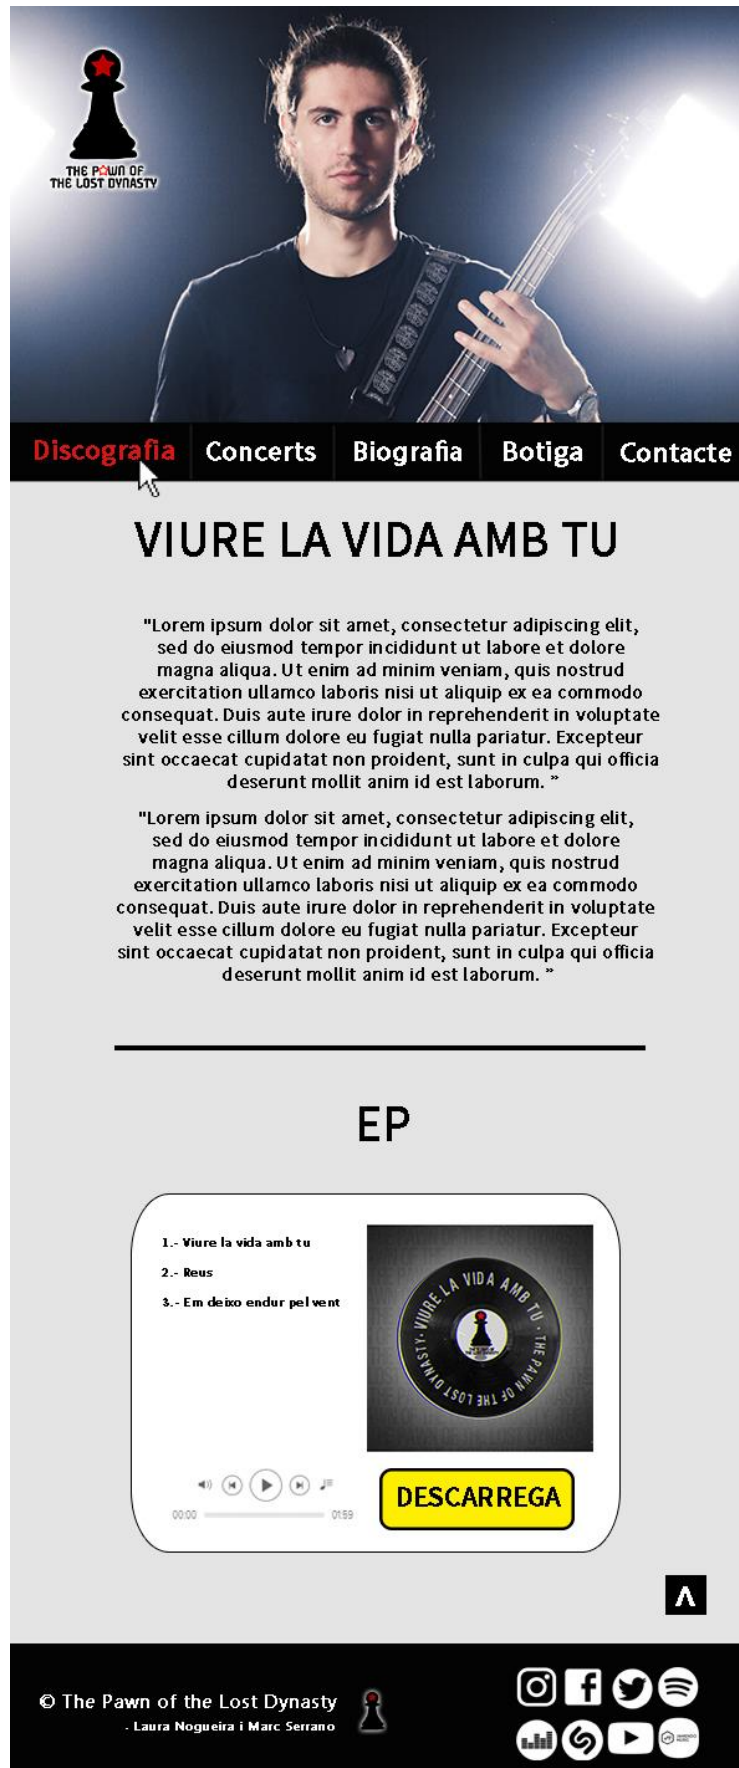 THE PAWN OF
THE LOST DYNASTY
Discografia
Concerts
Biografia
Botiga
Contacte
VIURE LA VIDA AMB TU
"Lorem ipsum dolor sit amet, consectetur adipiscing elit,
sed do eiusmod tempor incididunt ut labore et dolore
magna aliqua. Ut enim ad minim veniam, quis nostrud
exercitation ullamco laboris nisi ut aliquip ex ea commodo
consequat. Duis aute irure dolor in reprehenderit in voluptate
velit esse cillum dolore eu fugiat nulla pariatur. Excepteur
sint occaecat cupidatat non proident, sunt in culpa qui officia
deserunt mollit anim id est laborum. ”
"Lorem ipsum dolor sit amet, consectetur adipiscing elit,
sed do eiusmod tempor incididunt ut labore et dolore
magna aliqua. Ut enim ad minim veniam, quis nostrud
exercitation ullamco laboris nisi ut aliquip ex ea commodo
consequat. Duis aute irure dolor in reprehenderit in voluptate
velit esse cillum dolore eu fugiat nulla pariatur. Excepteur
sint occaecat cupidatat non proident, sunt in culpa qui officia
deserunt mollit anim id est laborum. ”
EP
1.- Viure la vida amb tu
2.- Reus
3.- Em deixo endur pel vent
VIURE LA VIDA AMB TU · THE PAWN OF THE LOST DYNASTY ·
00:00
01:59
DESCARREGA
© The Pawn of the Lost Dynasty
- Laura Nogueira i Marc Serrano